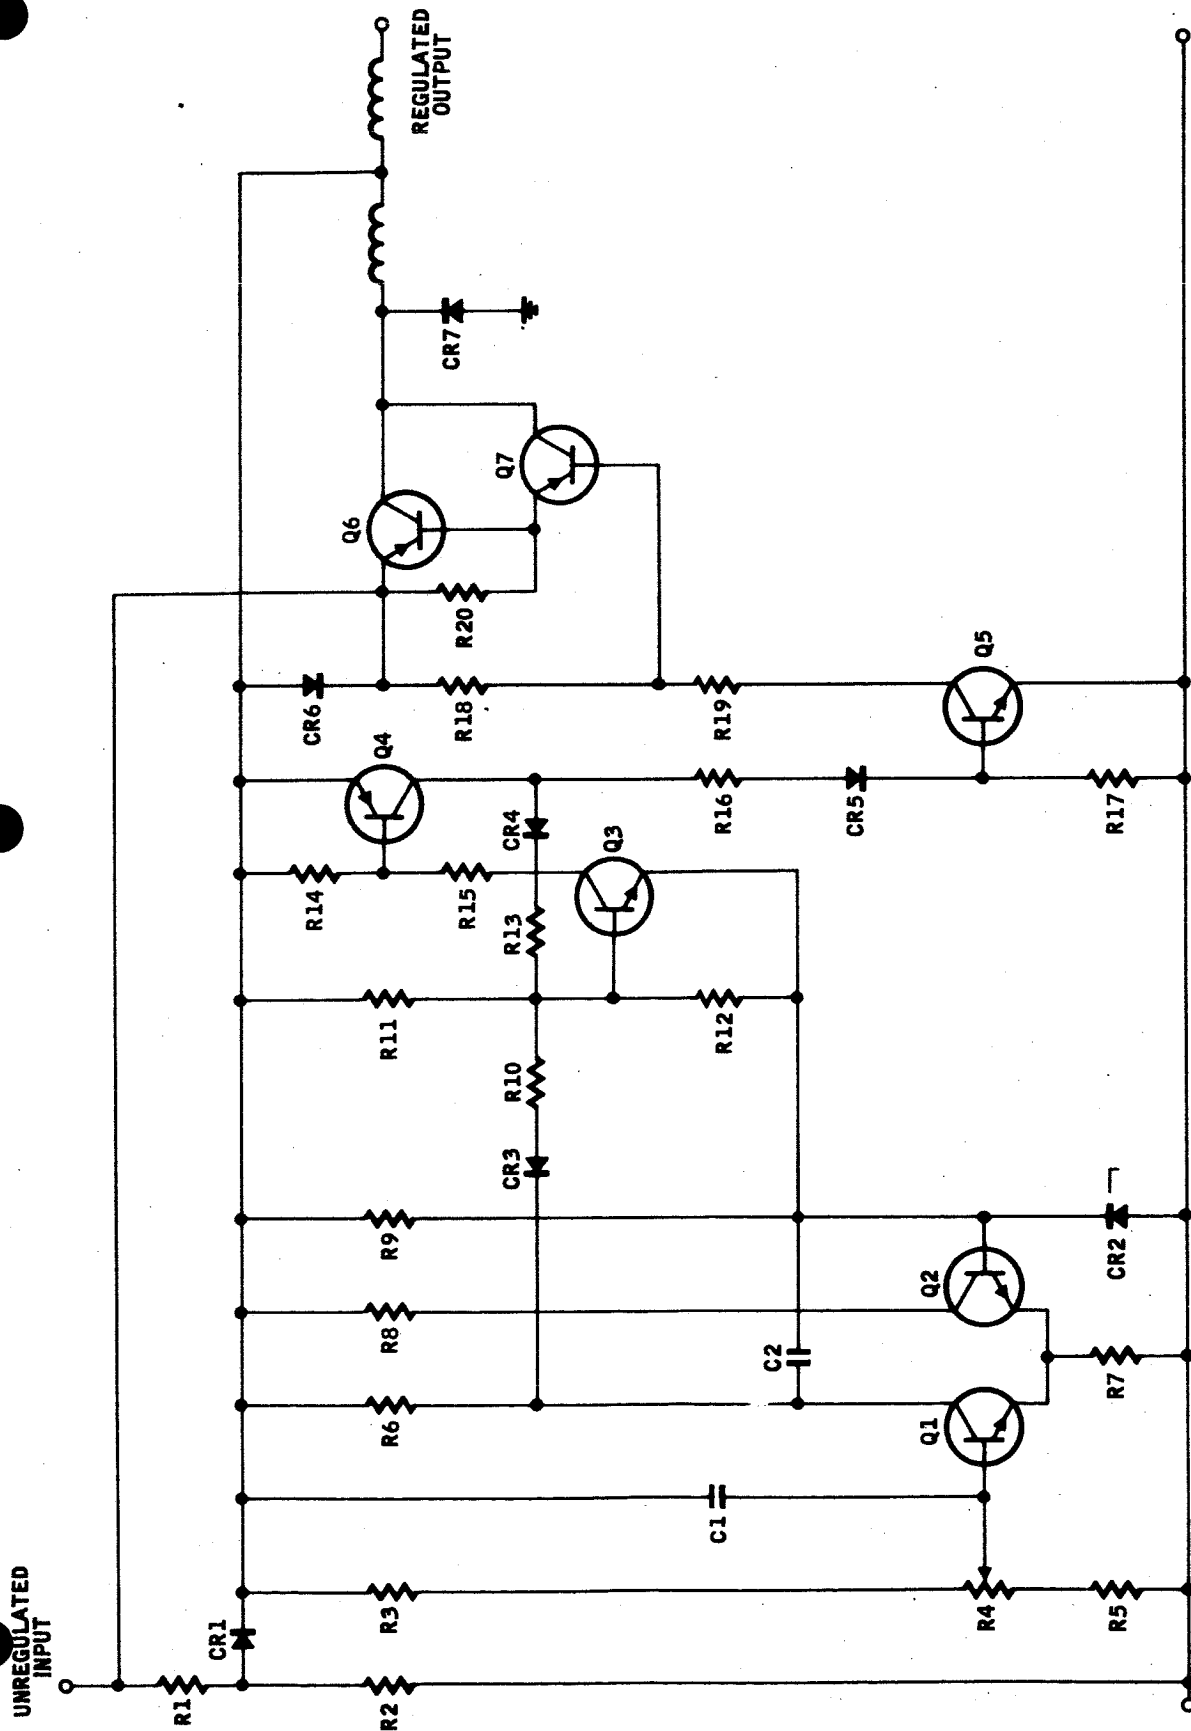 UNREGULATED
INPUT
R1
R2
CR1
R3
R4
R5
C1
R6
Q1
C2
R7
R8
Q2
R9
CR2
CR3
R10
R11
R12
R13
Q3
CR4
R14
R15
Q4
R16
CR5
R17
CR6
R18
R19
Q5
R20
Q6
Q7
CR7
REGULATED
OUTPUT